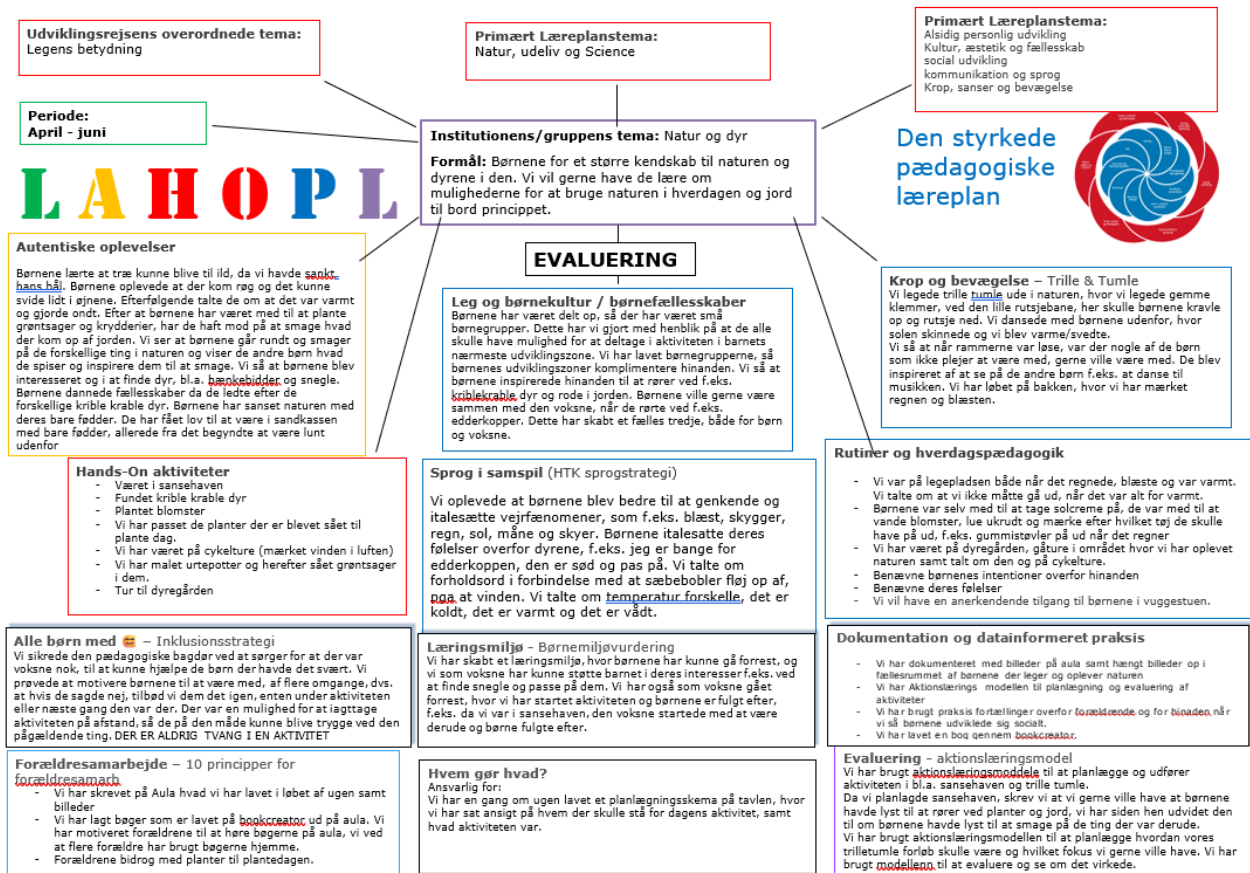 Udviklingsrejsens overordnede tema:
Legens betydning
Primært Læreplanstema:
Natur, udeliv og Science
Primært Læreplanstema:
Alsidig personlig udvikling
Kultur, æstetik og fællesskab
social udvikling
kommunikation og sprog
Krop, sanser og bevægelse
Periode:
April - juni
Institutionens/gruppens tema: Natur og dyr
Formål: Børnene for et større kendskab til naturen og
dyrene i den. Vi vil gerne have de lære om
mulighederne for at bruge naturen i hverdagen og jord
til bord princippet.
Den styrkede
pædagogiske
læreplan
LAHOPL
EVALUERING
Autentiske oplevelser
Børnene lærte at træ kunne blive til ild, da vi havde sankt
hans bål. Børnene oplevede at der kom røg og det kunne
svide lidt i øjnene. Efterfølgende talte de om at det var varmt
og gjorde ondt. Efter at børnene har været med til at plante
grøntsager og krydderier, har de haft mod på at smage hvad
der kom op af jorden. Vi ser at børnene går rundt og smager
på de forskellige ting i naturen og viser de andre børn hvad
de spiser og inspirere dem til at smage. Vi så at børnene blev
interesseret og i at finde dyr, bl.a. bænkebidder og snegle.
Børnene dannede fællesskaber da de ledte efter de
forskellige krible krable dyr. Børnene har sanset naturen med
deres bare fødder. De har fået lov til at være i sandkassen
med bare fødder, allerede fra det begyndte at være lunt
udenfor
Leg og børnekultur / børnefællesskaber
Børnene har været delt op, så der har været små
børnegrupper. Dette har vi gjort med henblik på at de alle
skulle have mulighed for at deltage i aktiviteten i barnets
nærmeste udviklingszone. Vi har lavet børnegrupperne, så
børnenes udviklingszoner komplimentere hinanden. Vi så at
børnene inspirerede hinanden til at rører ved f.eks.
kriblekrable dyr og rode i jorden. Børnene ville gerne være
sammen med de voksne, når de rørte ved f.eks.
edderkopper. Dette har skabt et fælles tredje, både for børn
og voksne.
Krop og bevægelse – Trille & Tumle
Vi legede trille tumle ude i naturen, hvor vi legede gemme
klemmer, ved den lille rutsjebane, her skulle børnene kravle
op og rutsje ned. Vi dansede med børnene udenfor, hvor
solen skinnede og vi blev varme/svedte.
Vi så at når rammerne var løse, var der nogle af de børn
som ikke plejer at være med, gerne ville være med. De blev
inspireret af at se på de andre børn f.eks. at danse til
musikken. Vi har løbet på bakken, hvor vi har mærket
regnen og blæsten.
Hands-On aktiviteter
- Været i sansehaven
- Fundet krible krable dyr
- Plantet blomster
- Vi har passet de planter der er blevet sået til
plante dag.
- Vi har været på cykelture (mærket vinden i luften)
- Vi har malet urtepotter og herefter sået grøntsager
i dem.
- Tur til dyregården
Sprog i samspil (HTK sprogstrategi)
Vi oplevede at børnene blev bedre til at genkende og
italesætte vejrfænomener, som f.eks. blæst, skygger,
regn, sol, måne og skyer. Børnene italesatte deres
følelser overfor dyrene, f.eks. jeg er bange for
edderkoppen, den er sød og pas på. Vi talte om
forholdsord i forbindelse med at sæbebobler fløj op af,
pga at vinden. Vi talte om temperatur forskelle, det er
koldt, det er varmt og det er vådt.
Rutiner og hverdagspædagogik
- Vi var på legepladsen både når det regnede, blæste og var varmt.
Vi talte om at vi ikke måtte gå ud, når det var alt for varmt.
- Børnene var selv med til at tage solcreme på, de var med til at
vande blomster, lue ukrudt og mærke efter hvilket tøj de skulle
have på ud, f.eks. gummistøvler på ud når det regner
- Vi har været på dyregården, gåture i området hvor vi har oplevet
naturen samt talt om den og på cykelture.
- Benævne børnenes intentioner overfor hinanden
- Benævne deres følelser
- Vi vil have en anerkendende tilgang til børnene i vuggestuen.
Alle børn med 😊 – Inklusionsstrategi
Vi sikrede den pædagogiske bagdør ved at sørger for at der var
voksne nok, til at kunne hjælpe de børn der havde det svært. Vi
prøvede at motivere børnene til at være med, af flere omgange, dvs.
at hvis de sagde nej, tilbød vi dem det igen, enten under aktiviteten
eller næste gang den var der. Der var en mulighed for at iagttage
aktiviteten på afstand, så de på den måde kunne blive trygge ved den
pågældende ting. DER ER ALDRIG TVANG I EN AKTIVITET
Læringsmiljø - Børnemiljøvurdering
Vi har skabt et læringsmiljø, hvor børnene har kunne gå forrest, og
vi som voksne har kunne støtte barnet i deres interesser f.eks. ved
at finde snegle og passe på dem. Vi har også som voksne gået
forrest, hvor vi har startet aktiviteten og børnene er fulgt efter,
f.eks. da vi var i sansehaven, den voksne startede med at være
derude og børne fulgte efter.
Dokumentation og datainformeret praksis
- Vi har dokumenteret med billeder på aula samt hængt billeder op i
fællesrummet af børnene der leger og oplever naturen
- Vi har Aktionslærings modellen til planlægning og evaluering af
aktiviteter
- Vi har brugt praksis fortællinger overfor forældrende og for hinaden når
vi så børnene udviklede sig socialt.
- Vi har lavet en bog gennem bookcreator.
Forældresamarbejde – 10 principper for
forældresamarb
- Vi har skrevet på Aula hvad vi har lavet i løbet af ugen samt
billeder
- Vi har lagt bøger som er lavet på bookcreator ud på aula. Vi
har motiveret forældrene til at høre bøgerne på aula, vi ved
at flere forældre har brugt bøgerne hjemme.
- Forældrene bidrog med planter til plantedagen.
Hvem gør hvad?
Ansvarlig for:
Vi har en gang om ugen lavet et planlægningsskema på tavlen, hvor
vi har sat ansigt på hvem der skulle stå for dagens aktivitet, samt
hvad aktiviteten var.
Evaluering - aktionslæringsmodel
Vi har brugt aktionslæringsmoddele til at planlægge og udfører
aktiviteter i bl.a. sansehaven og trille tumle.
Da vi planlagde sansehaven, skrev vi at vi gerne ville have at børnene
havde lyst til at rører ved planter og jord, vi har siden hen udvidet den
til om børnene havde lyst til at smage på de ting der var derude.
Vi har brugt aktionslæringsmodellen til at planlægge hvordan vores
trilletumle forløb skulle være og hvilket fokus vi gerne ville have. Vi har
brugt modellenn til at evaluere og se om det virkede.